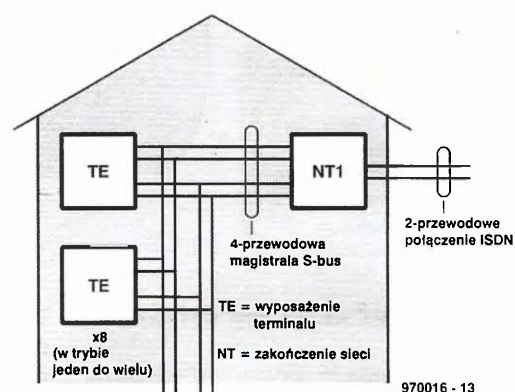 TE
NT1
4-przewodowa
magistrala S-bus
2-przewodowe
połączenie ISDN
TE
x8
(w trybie
jeden do wielu)
TE = wyposażenie
terminalu
NT = zakończenie sieci
970016 - 13